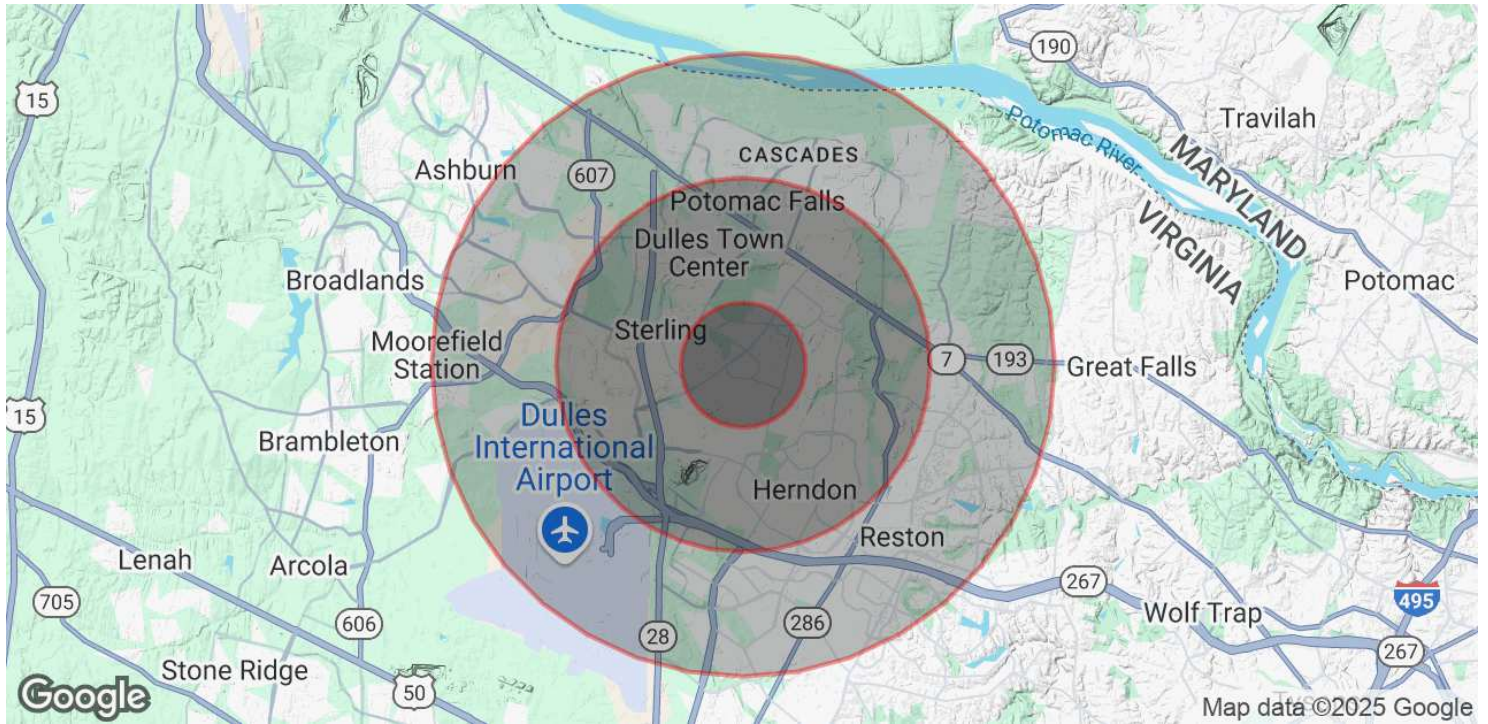 190
15
Travilah
Potomac River
MARYLAND
CASCADES
Ashburn
607
Potomac Falls
VIRGINIA
Dulles Town
Center
Broadlands
Potomac
Sterling
Moorefield
Station
7
193
Great Falls
15
Dulles
International
Airport
Brambleton
Herndon
Reston
Lenah
Arcola
267
495
705
606
Wolf Trap
28
286
267
Stone Ridge
50
Google
Map data ©2025 Google